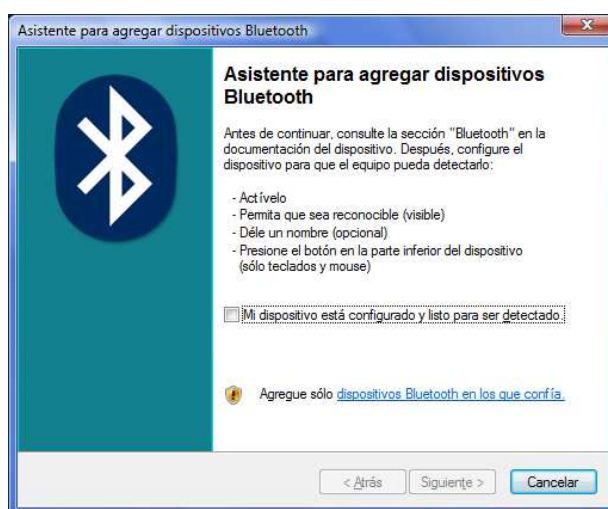 Asistente para agregar dispositivos Bluetooth
Asistente para agregar dispositivos
Bluetooth
Antes de continuar, consulte la sección "Bluetooth" en la
documentación del dispositivo. Después, configure el
dispositivo para que el equipo pueda detectarlo:
- Actívelo
- Permita que sea reconocible (visible)
- Déle un nombre (opcional)
- Presione el botón en la parte inferior del dispositivo
(sólo teclados y mouse)
Mi dispositivo está configurado y listo para ser detectado.
Agregue sólo dispositivos Bluetooth en los que confía.
< Atrás Siguiente > Cancelar